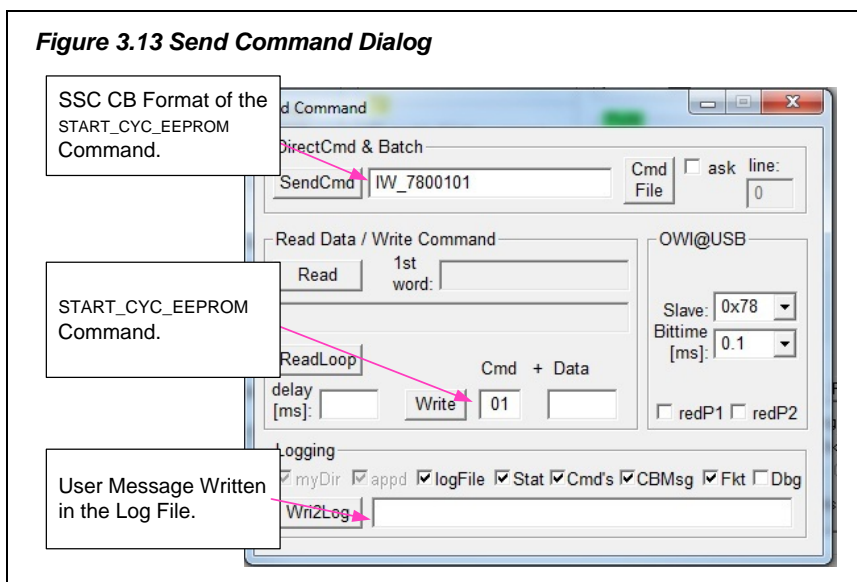 Figure 3.13 Send Command Dialog
SSC CB Format of the
START_CYC_EEPROM
Command.
d Command
DirectCmd & Batch
SendCmd
IW_7800101
Cmd
File
ask
line:
0
START_CYC_EEPROM
Command.
Read Data / Write Command
Read
1st
word:
ReadLoop
delay
[ms]:
Write
Cmd + Data
01
OWI@USB
Slave: 0x78
Bittime
[ms]: 0.1
redP1 redP2
User Message Written
in the Log File.
Logging
myDir appd logFile Stat Cmd's CBMsg Fkt Dbg
Wri2Log